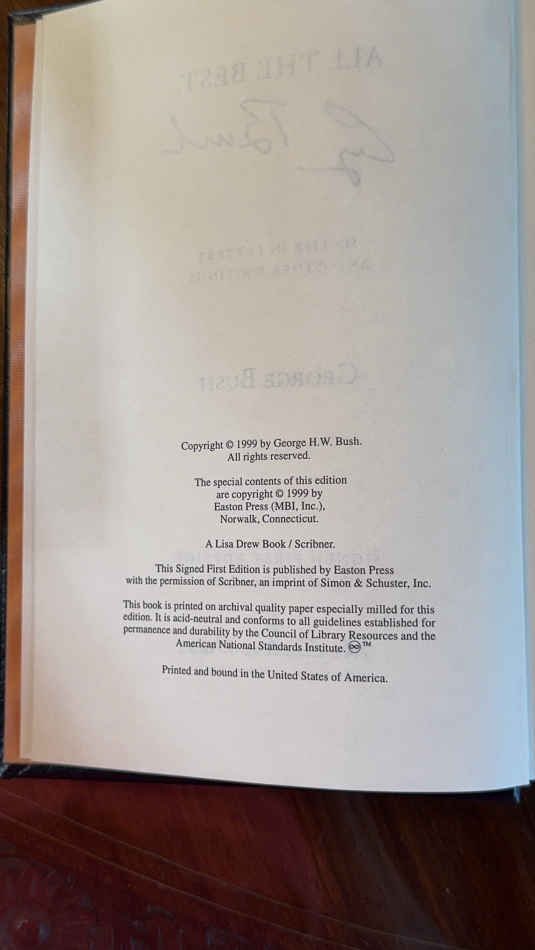 ALL THE BEST
GEORGE BUSH
Copyright © 1999 by George H.W. Bush.
All rights reserved.
The special contents of this edition
are copyright © 1999 by
Easton Press (MBI, Inc.),
Norwalk, Connecticut.
A Lisa Drew Book / Scribner.
This Signed First Edition is published by Easton Press
with the permission of Scribner, an imprint of Simon & Schuster, Inc.
This book is printed on archival quality paper especially milled for this
edition. It is acid-neutral and conforms to all guidelines established for
permanence and durability by the Council of Library Resources and the
American National Standards Institute. ♾™
Printed and bound in the United States of America.